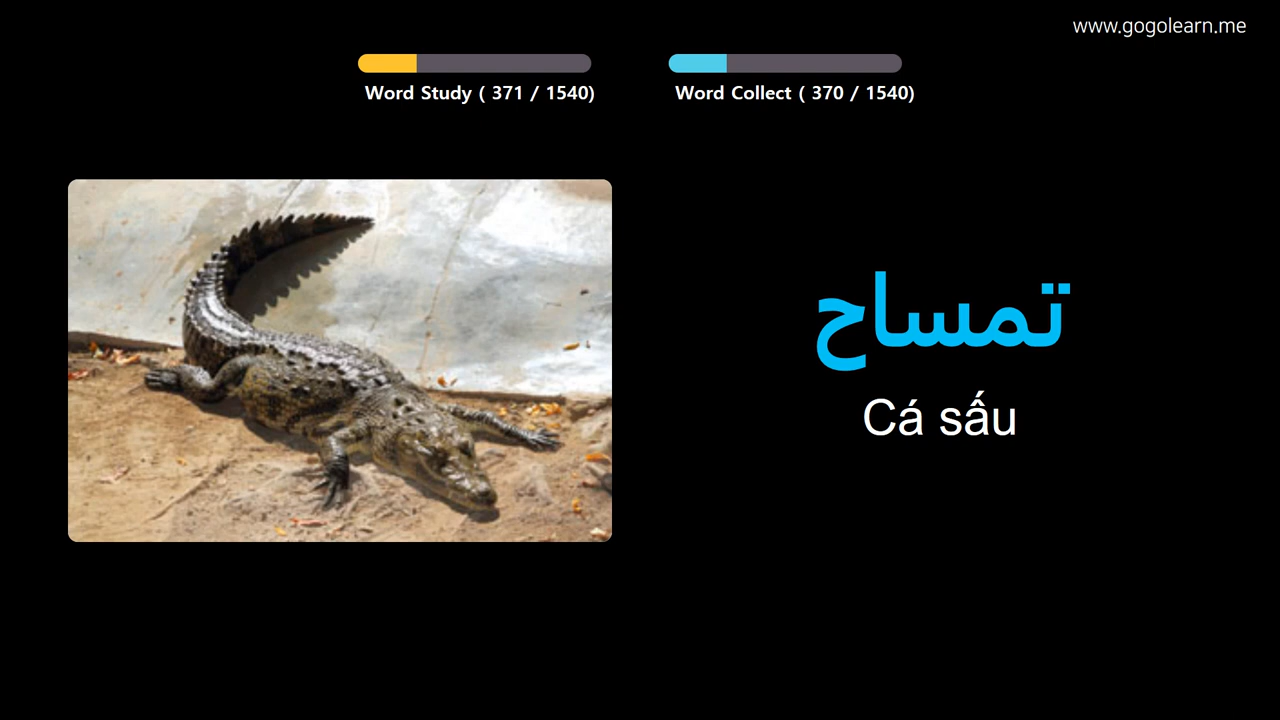 www.gogolearn.me
Word Study ( 371 / 1540)
Word Collect ( 370 / 1540)
تمساح
Cá sấu